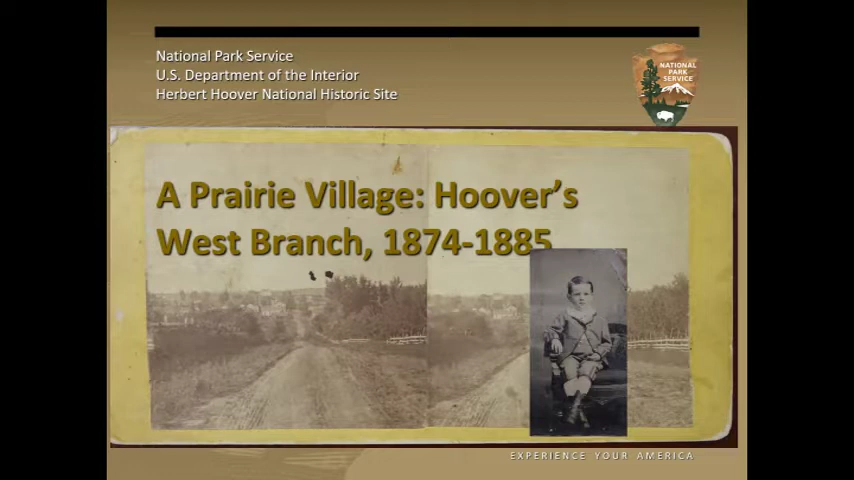 National Park Service
U.S. Department of the Interior
Herbert Hoover National Historic Site
NATIONAL
PARK
SERVICE
A Prairie Village: Hoover's
West Branch, 1874-1885
EXPERIENCE YOUR AMERICA